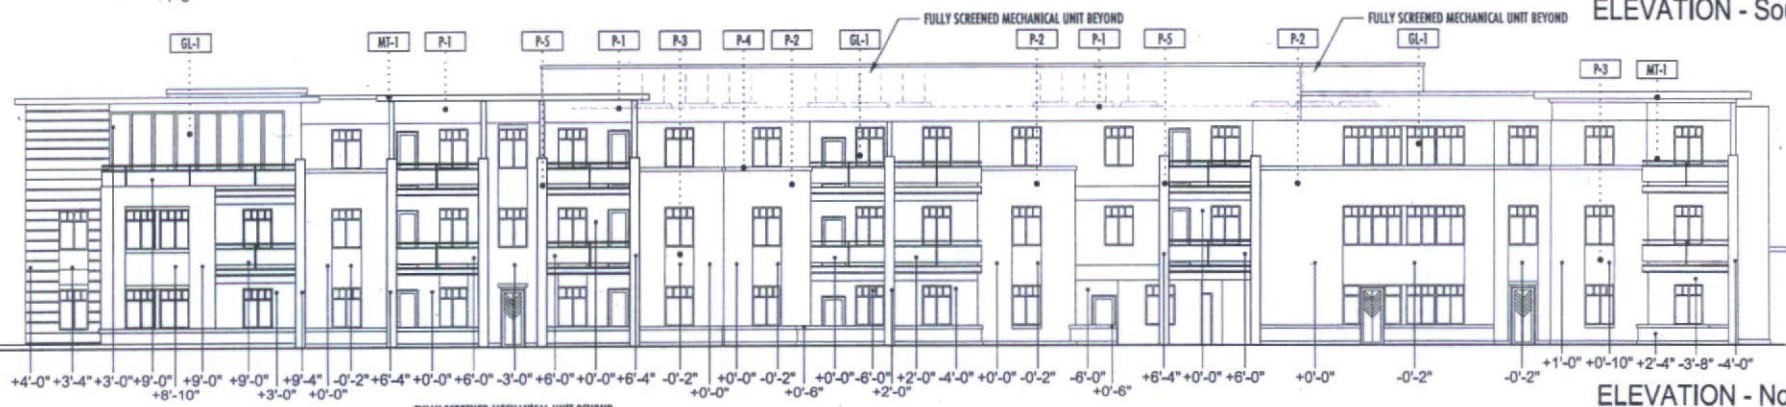 ELEVATION - Sou
FULLY SCREENED MECHANICAL UNIT BEYOND
FULLY SCREENED MECHANICAL UNIT BEYOND
GL-1 MT-1 P-1 P-5 P-1 P-3 P-4 P-2 GL-1 P-2 P-1 P-5 P-2 GL-1
P-3 MT-1
+4'-0" +3'-4" +3'-0" +9'-0" +9'-0" +9'-0" +9'-4" -0'-2" +6'-4" +0'-0" +6'-0" -3'-0" +6'-0" +0'-0" +6'-4" -0'-2" +0'-0" -0'-2" +0'-0" -6'-0" +2'-0" -4'-0" +0'-0" -0'-2" -6'-0" +6'-4" +0'-0" +6'-0" +0'-0" -0'-2" -0'-2" +1'-0" +0'-10" +2'-4" -3'-8" -4'-0"
+8'-10" +3'-0" +0'-0" +0'-0" +0'-6" +2'-0" +0'-6"
ELEVATION - No
FULLY SCREENED MECHANICAL UNIT BEYOND